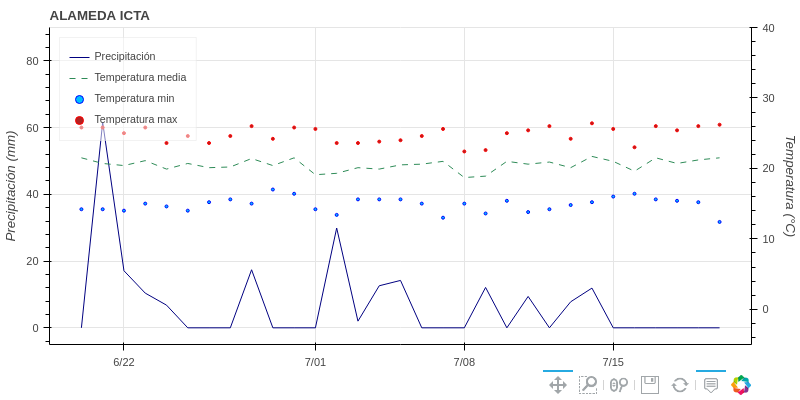 ALAMEDA ICTA
Precipitación
Temperatura media
Temperatura min
Temperatura max
Precipitación (mm)
80
60
40
20
0
40
30
20
10
0
Temperatura (°C)
6/22
7/01
7/08
7/15